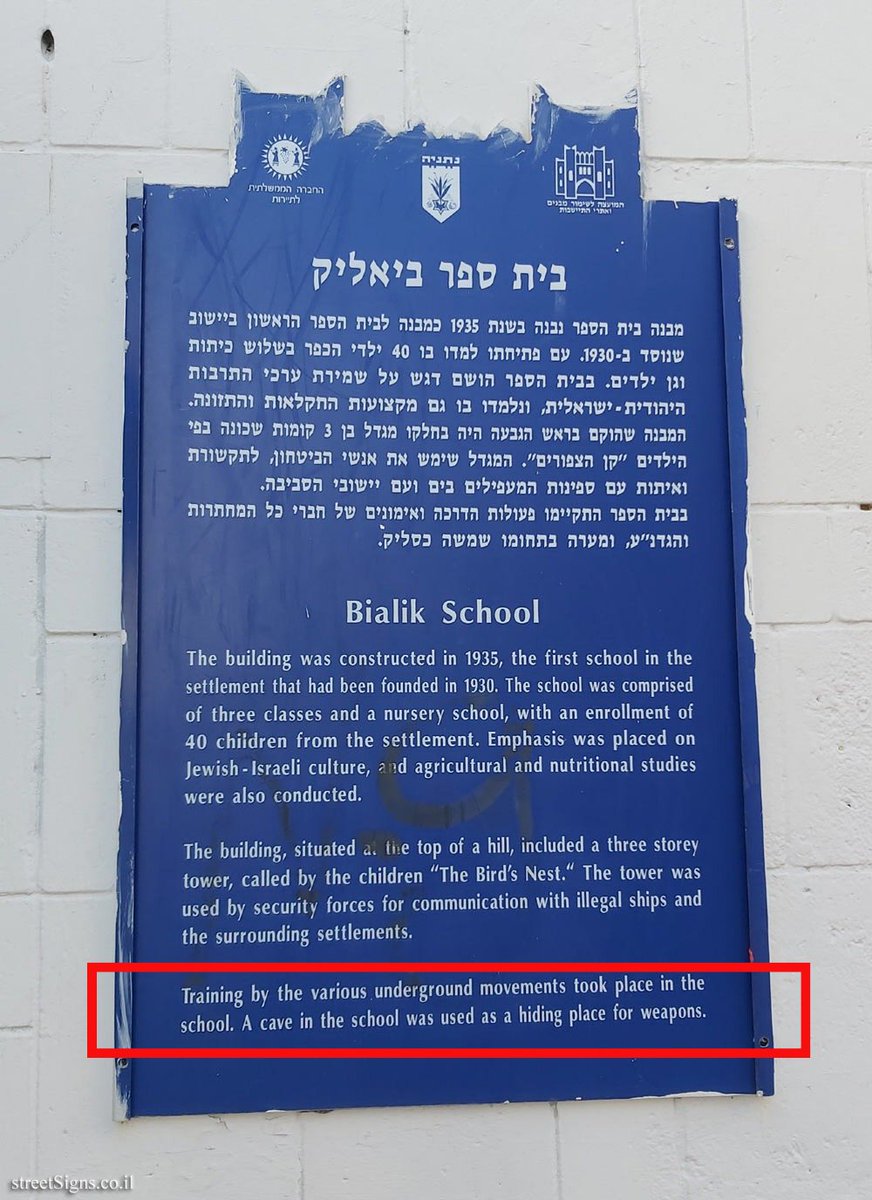 החברה הממשלתית
לתיירות
נתניה
המועצה לשימור מבנים
ואתרי התיישבות
בית ספר ביאליק
מבנה בית הספר נבנה בשנת 1935 כמבנה לבית הספר הראשון ביישוב
שנוסד ב-1930. עם פתיחתו למדו בו 40 ילדי הכפר בשלוש כיתות
וגן ילדים. בבית הספר הושם דגש על שמירת ערכי התרבות
היהודית-ישראלית, ונלמדו בו גם מקצועות החקלאות והתזונה.
המבנה שהוקם בראש הגבעה היה בחלקו מגדל בן 3 קומות שכונה בפי
הילדים "קן הצפורים". המגדל שימש את אנשי הביטחון, לתקשורת
ואיתות עם ספינות המעפילים בים ועם יישובי הסביבה.
בבית הספר התקיימו פעולות הדרכה ואימונים של חברי כל המחתרות
והגדנ"ע, ומערה בתחומו שמשה כסליק.
Bialik School
The building was constructed in 1935, the first school in the
settlement that had been founded in 1930. The school was comprised
of three classes and a nursery school, with an enrollment of
40 children from the settlement. Emphasis was placed on
Jewish-Israeli culture, and agricultural and nutritional studies
were also conducted.
The building, situated at the top of a hill, included a three storey
tower, called by the children "The Bird's Nest." The tower was
used by security forces for communication with illegal ships and
the surrounding settlements.
Training by the various underground movements took place in the
school. A cave in the school was used as a hiding place for weapons.
streetSigns.co.il